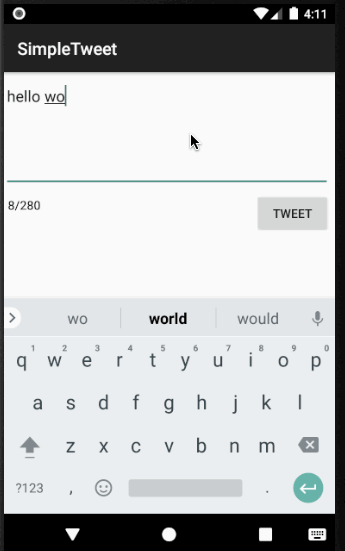 4:11
SimpleTweet
hello wo
8/280
TWEET
wo world would
1 2 3 4 5 6 7 8 9 0
q w e r t y u i o p
a s d f g h j k l
z x c v b n m
?123 , .